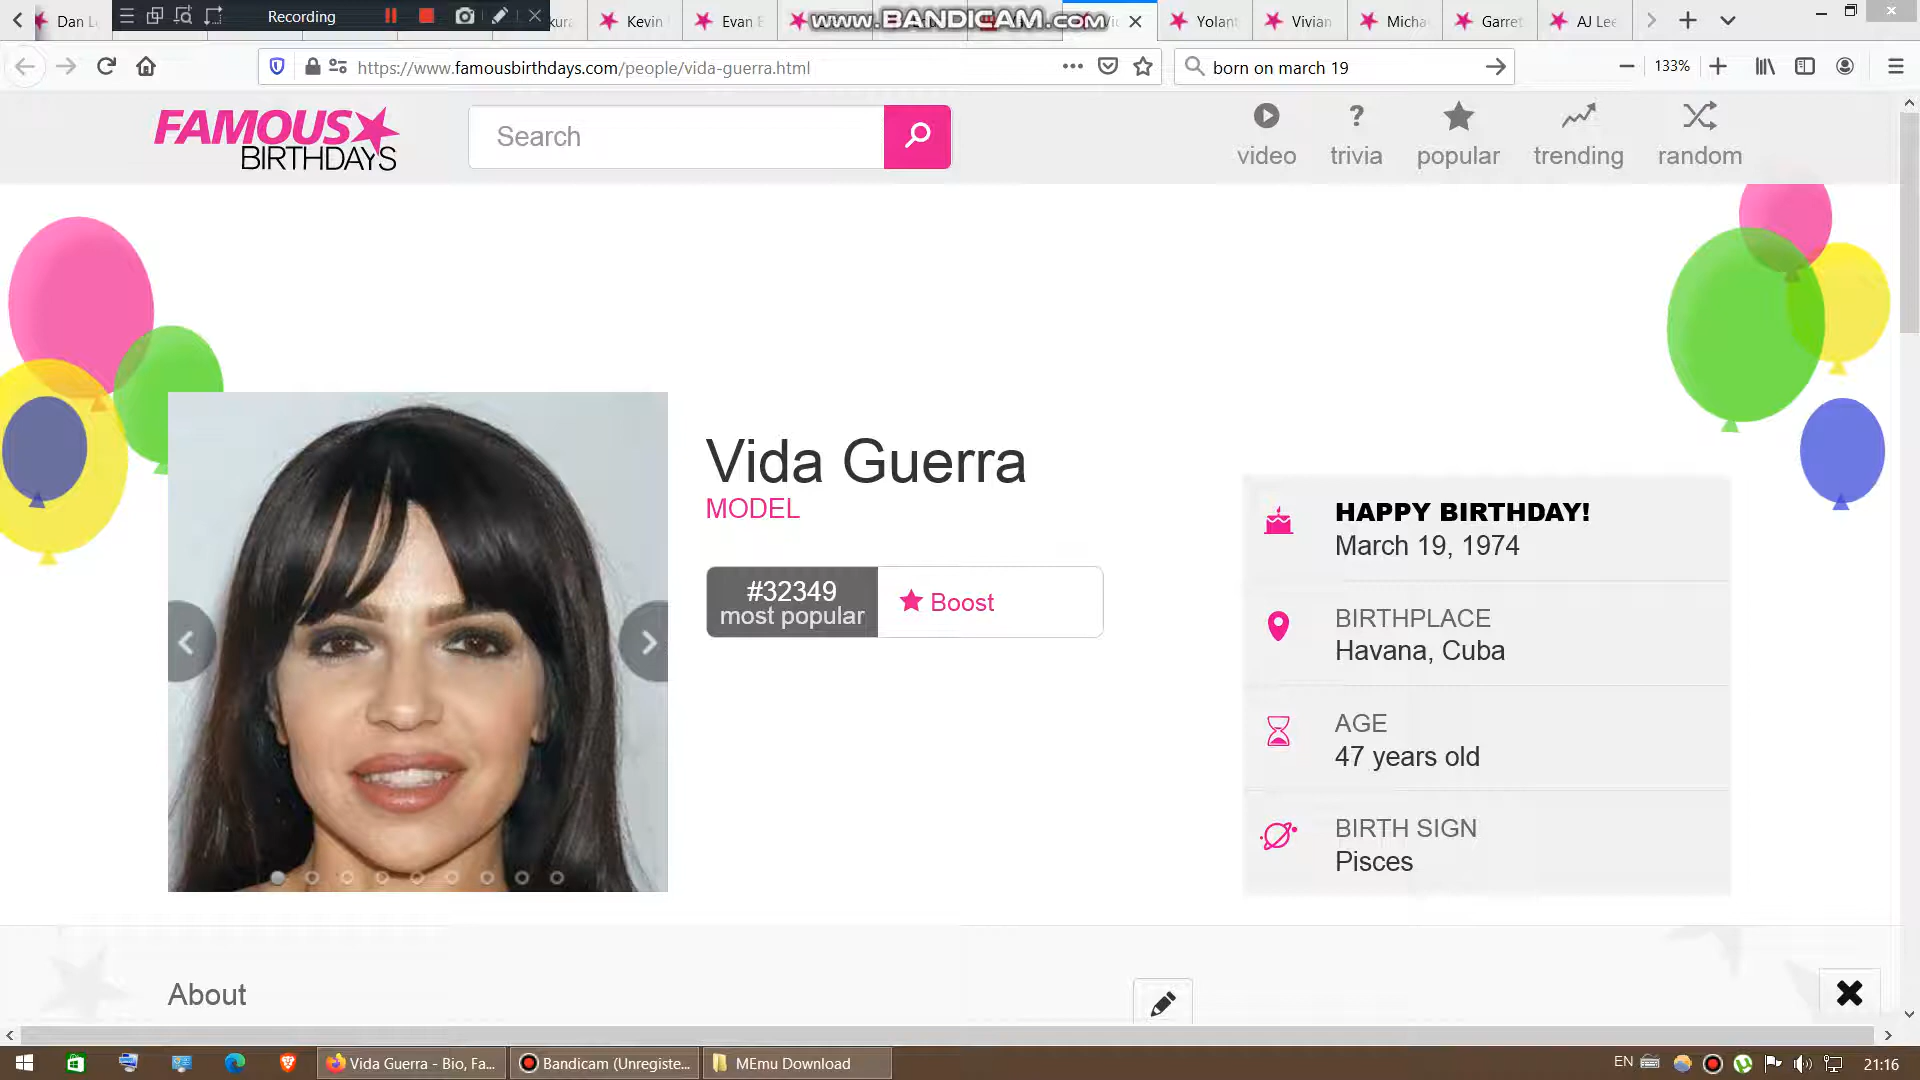 Recording
www.BANDICAM.com
Dan L
kura
Kevin
Evan
Yolant
Vivian
Micha
Garret
AJ Lee
https://www.famousbirthdays.com/people/vida-guerra.html
born on march 19
133%
FAMOUS
BIRTHDAYS
Search
video
trivia
popular
trending
random
Vida Guerra
MODEL
#32349
most popular
Boost
HAPPY BIRTHDAY!
March 19, 1974
BIRTHPLACE
Havana, Cuba
AGE
47 years old
BIRTH SIGN
Pisces
About
Vida Guerra - Bio, Fa...
Bandicam (Unregiste...
MEmu Download
EN
21:16